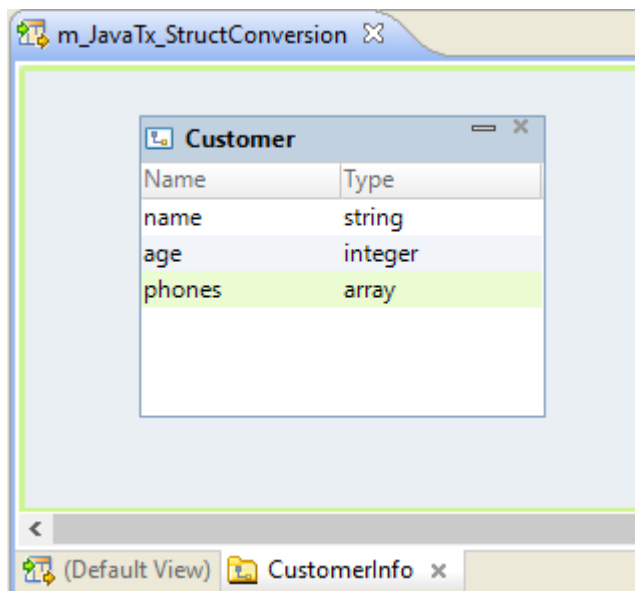 m_JavaTx_StructConversion
Customer
Name Type
name string
age integer
phones array
(Default View) CustomerInfo